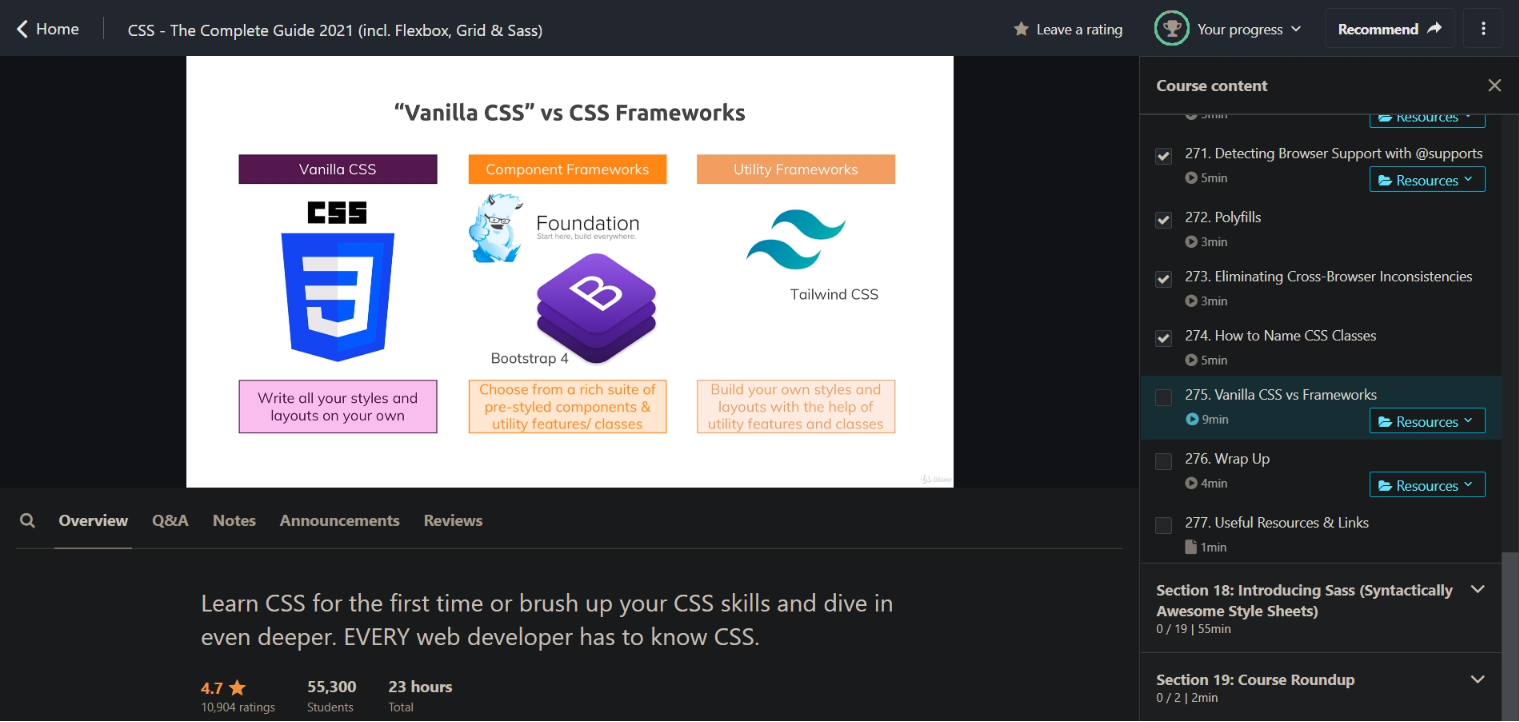 Home
CSS - The Complete Guide 2021 (incl. Flexbox, Grid & Sass)
Leave a rating
Your progress
Recommend
“Vanilla CSS” vs CSS Frameworks
Vanilla CSS
Component Frameworks
Utility Frameworks
CSS
Foundation
Start here, build everywhere.
B
Tailwind CSS
Bootstrap 4
Write all your styles and
layouts on your own
Choose from a rich suite of
pre-styled components &
utility features/ classes
Build your own styles and
layouts with the help of
utility features and classes
Overview
Q&A
Notes
Announcements
Reviews
Learn CSS for the first time or brush up your CSS skills and dive in
even deeper. EVERY web developer has to know CSS.
4.7
55,300
23 hours
10,904 ratings
Students
Total
Course content
5min
Resources
271. Detecting Browser Support with @supports
5min
Resources
272. Polyfills
3min
273. Eliminating Cross-Browser Inconsistencies
3min
274. How to Name CSS Classes
5min
275. Vanilla CSS vs Frameworks
9min
Resources
276. Wrap Up
4min
Resources
277. Useful Resources & Links
1min
Section 18: Introducing Sass (Syntactically
Awesome Style Sheets)
0 / 19 | 55min
Section 19: Course Roundup
0 / 2 | 2min